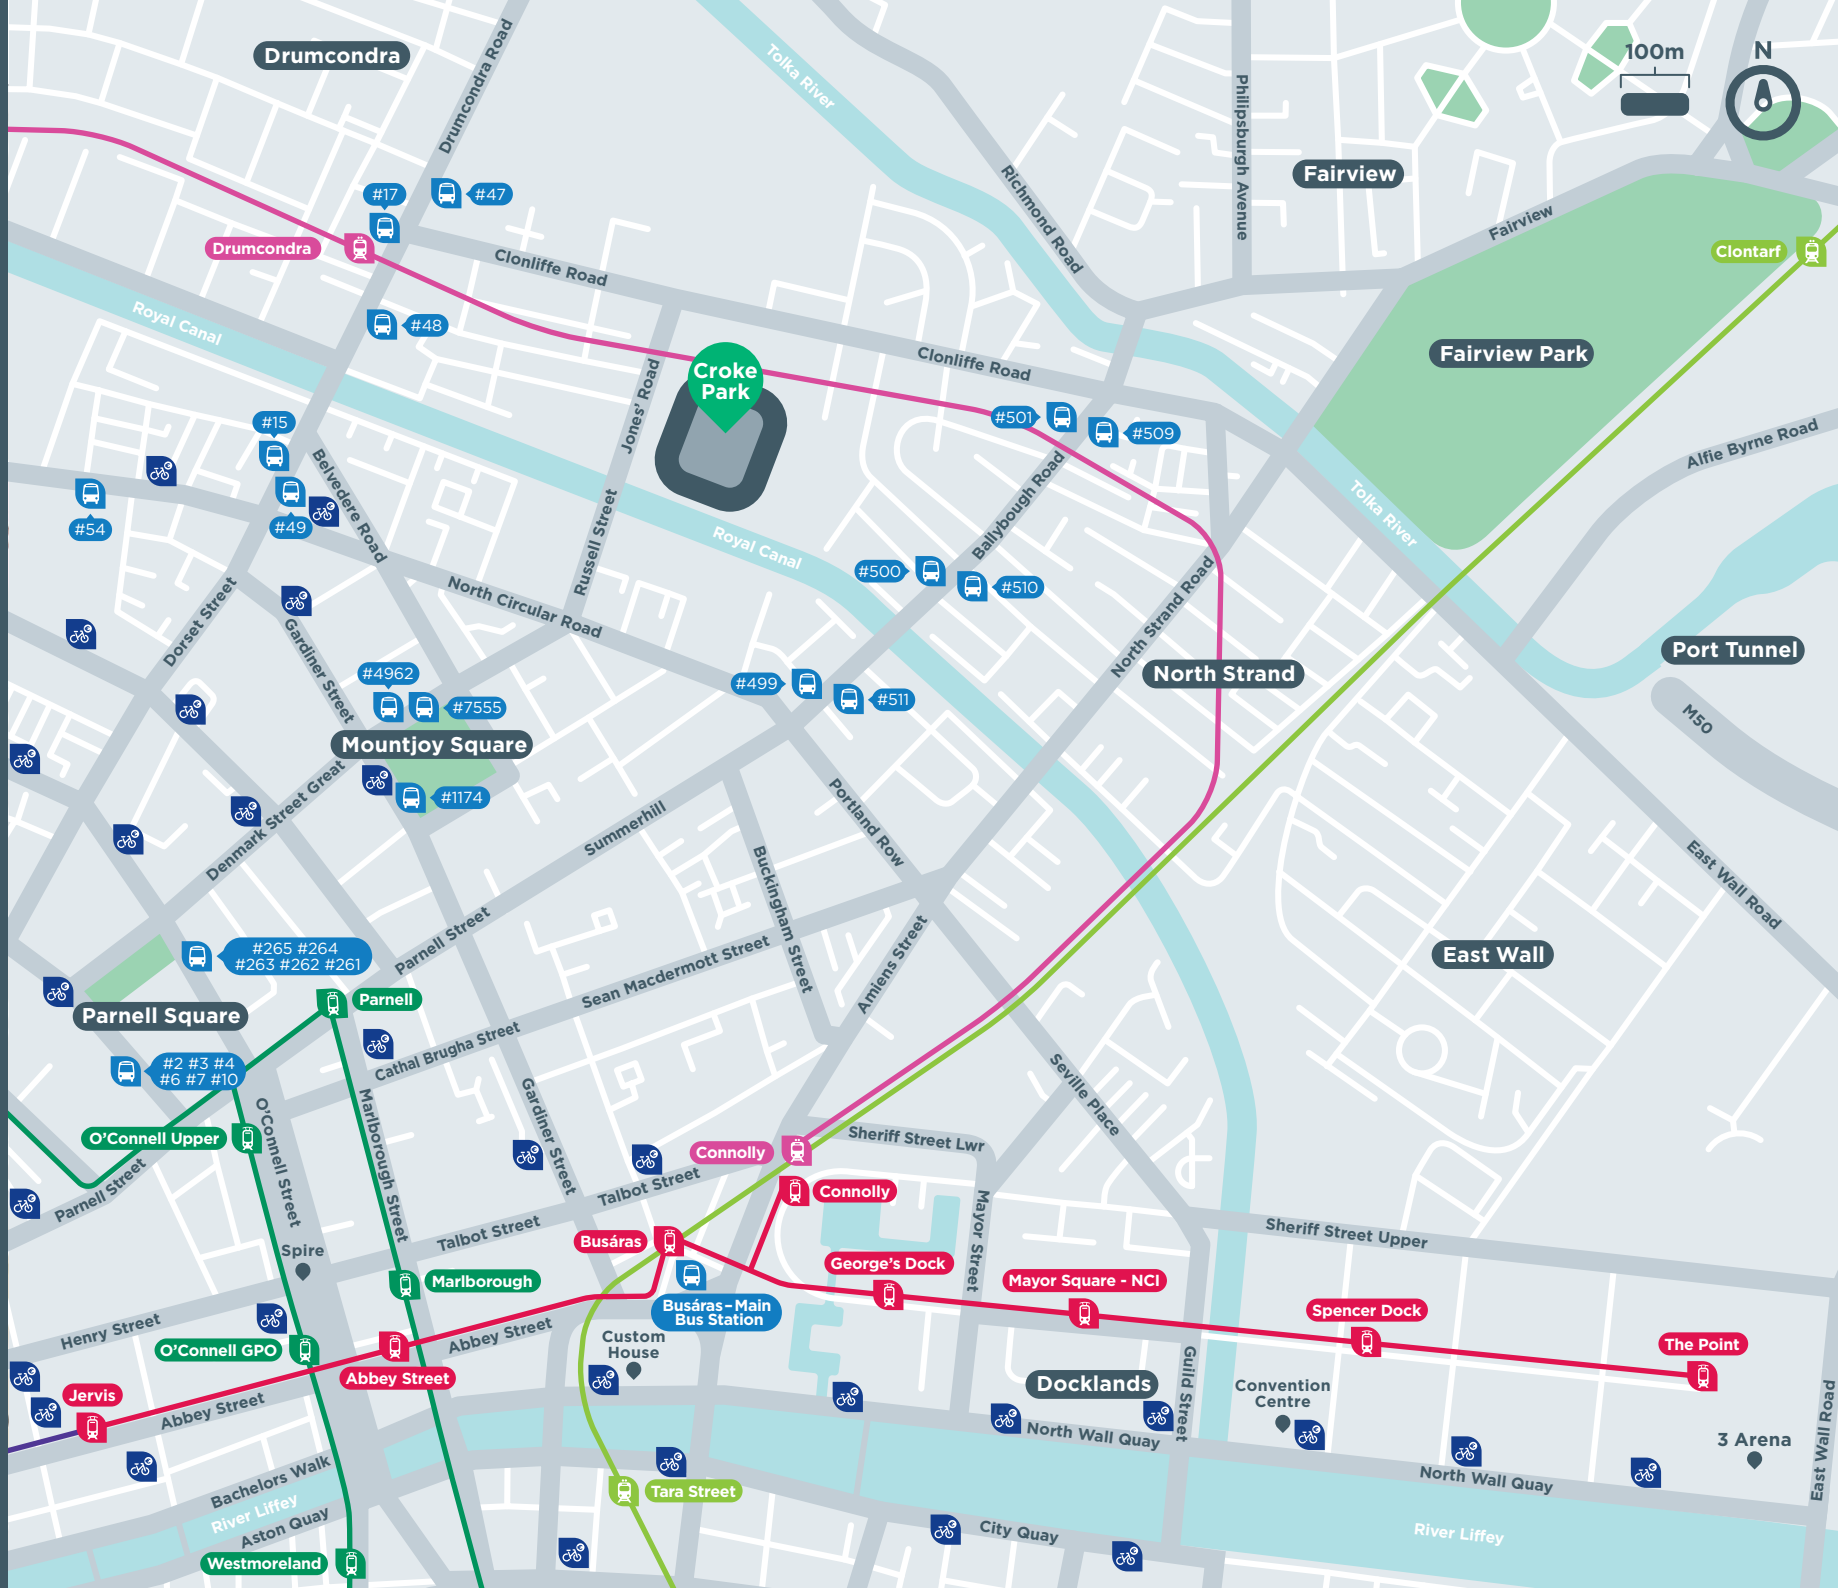 Drumcondra
Drumcondra Road
Tolka River
Philipsburgh Avenue
100m
N
Fairview
Richmond Road
Fairview
#17
#47
Drumcondra
Clonliffe Road
Clontarf
Royal Canal
#48
Fairview Park
Clonliffe Road
Croke
Park
Jones' Road
#501
#509
#15
Belvedere Road
Alfie Byrne Road
#54
#49
Russell Street
Royal Canal
Ballybough Road
Tolka River
#500
#510
North Circular Road
Dorset Street
Gardiner Street
North Strand Road
Port Tunnel
North Strand
#4962
#7555
#499
#511
M50
Mountjoy Square
#1174
Denmark Street Great
Summerhill
Portland Row
Buckingham Street
East Wall Road
Parnell Street
#265 #264
#263 #262 #261
Sean Macdermott Street
Amiens Street
East Wall
Parnell
Parnell Square
Cathal Brugha Street
#2 #3 #4
#6 #7 #10
Marlborough Street
Gardiner Street
Seville Place
O'Connell Upper
O'Connell Street
Sheriff Street Lwr
Connolly
Parnell Street
Talbot Street
Connolly
Mayor Street
Talbot Street
Busáras
Sheriff Street Upper
Spire
George's Dock
Marlborough
Mayor Square - NCI
Busáras–Main
Bus Station
Spencer Dock
Henry Street
Abbey Street
Custom
House
O'Connell GPO
The Point
Abbey Street
Guild Street
Docklands
Convention
Centre
Jervis
Abbey Street
North Wall Quay
East Wall Road
3 Arena
Bachelors Walk
North Wall Quay
Tara Street
River Liffey
Aston Quay
City Quay
River Liffey
Westmoreland